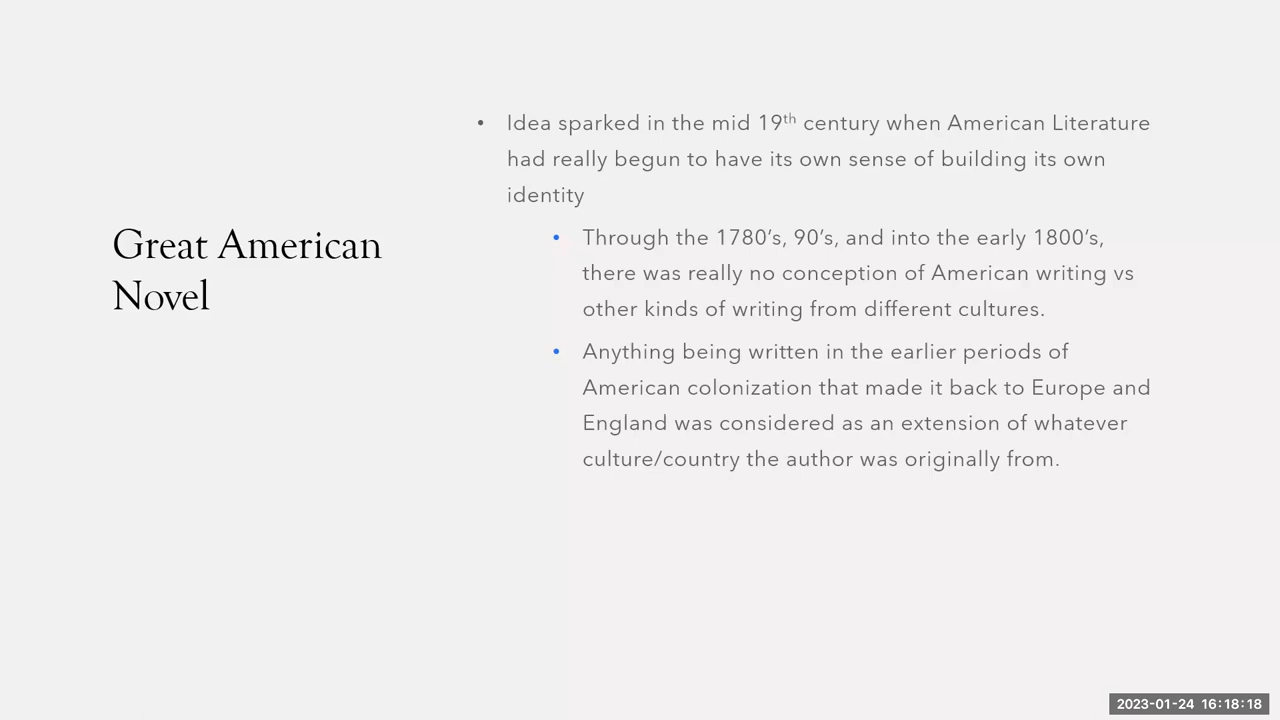 Great American
Novel
• Idea sparked in the mid 19th century when American Literature
had really begun to have its own sense of building its own
identity
• Through the 1780’s, 90’s, and into the early 1800’s,
there was really no conception of American writing vs
other kinds of writing from different cultures.
• Anything being written in the earlier periods of
American colonization that made it back to Europe and
England was considered as an extension of whatever
culture/country the author was originally from.
2023-01-24 16:18:18